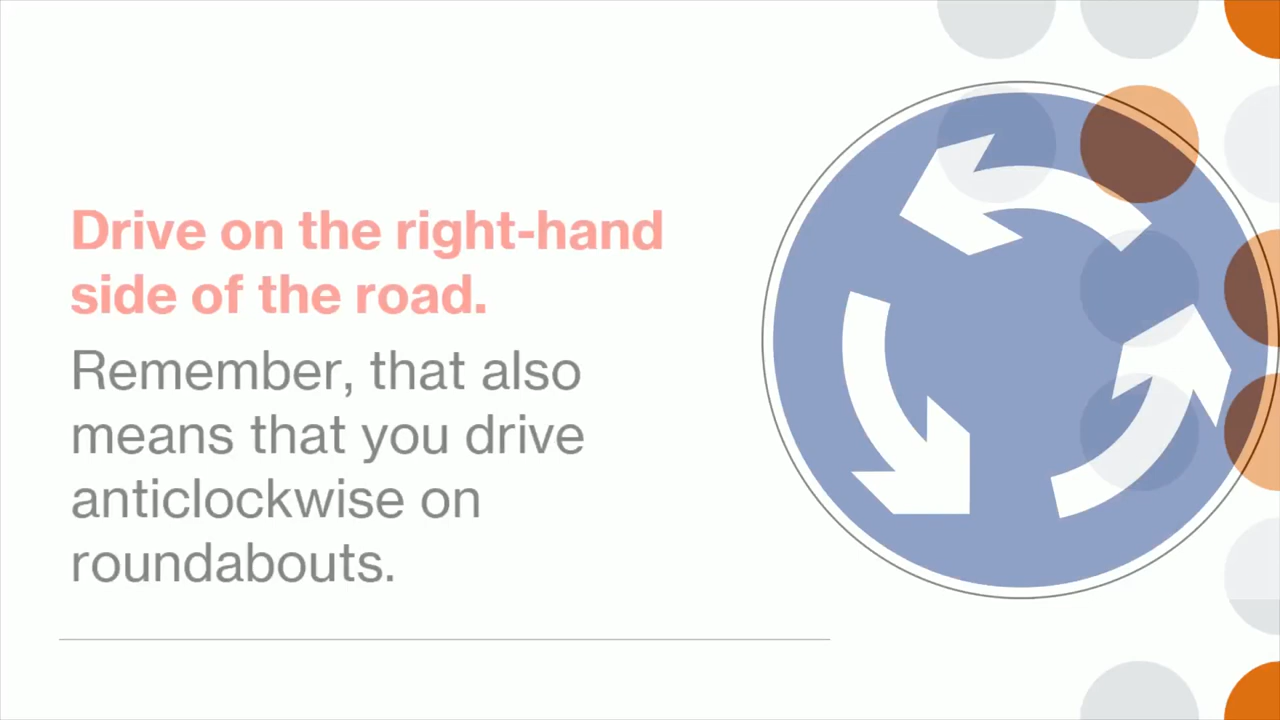 Drive on the right-hand
side of the road.
Remember, that also
means that you drive
anticlockwise on
roundabouts.